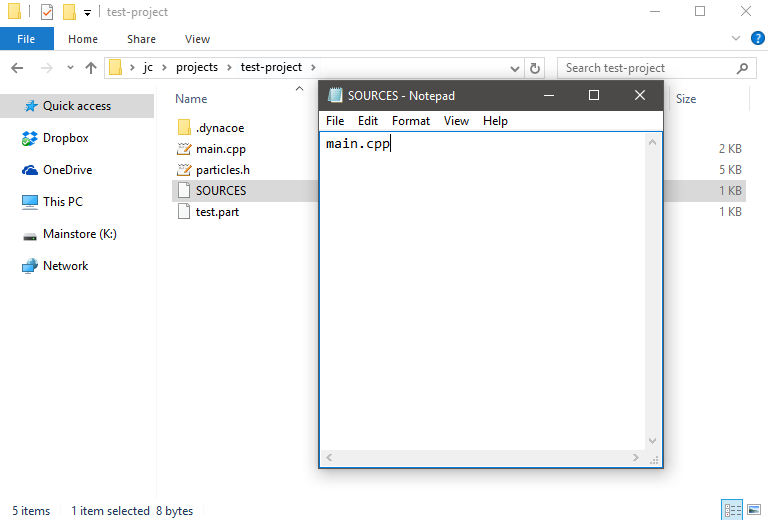 test-project
File Home Share View
jc projects test-project Search test-project
Quick access
Dropbox
OneDrive
This PC
Mainstore (K:)
Network
Name Size
.dynacoe
main.cpp 2 KB
particles.h 5 KB
SOURCES 1 KB
test.part 1 KB
SOURCES - Notepad
File Edit Format View Help
main.cpp
5 items 1 item selected 8 bytes